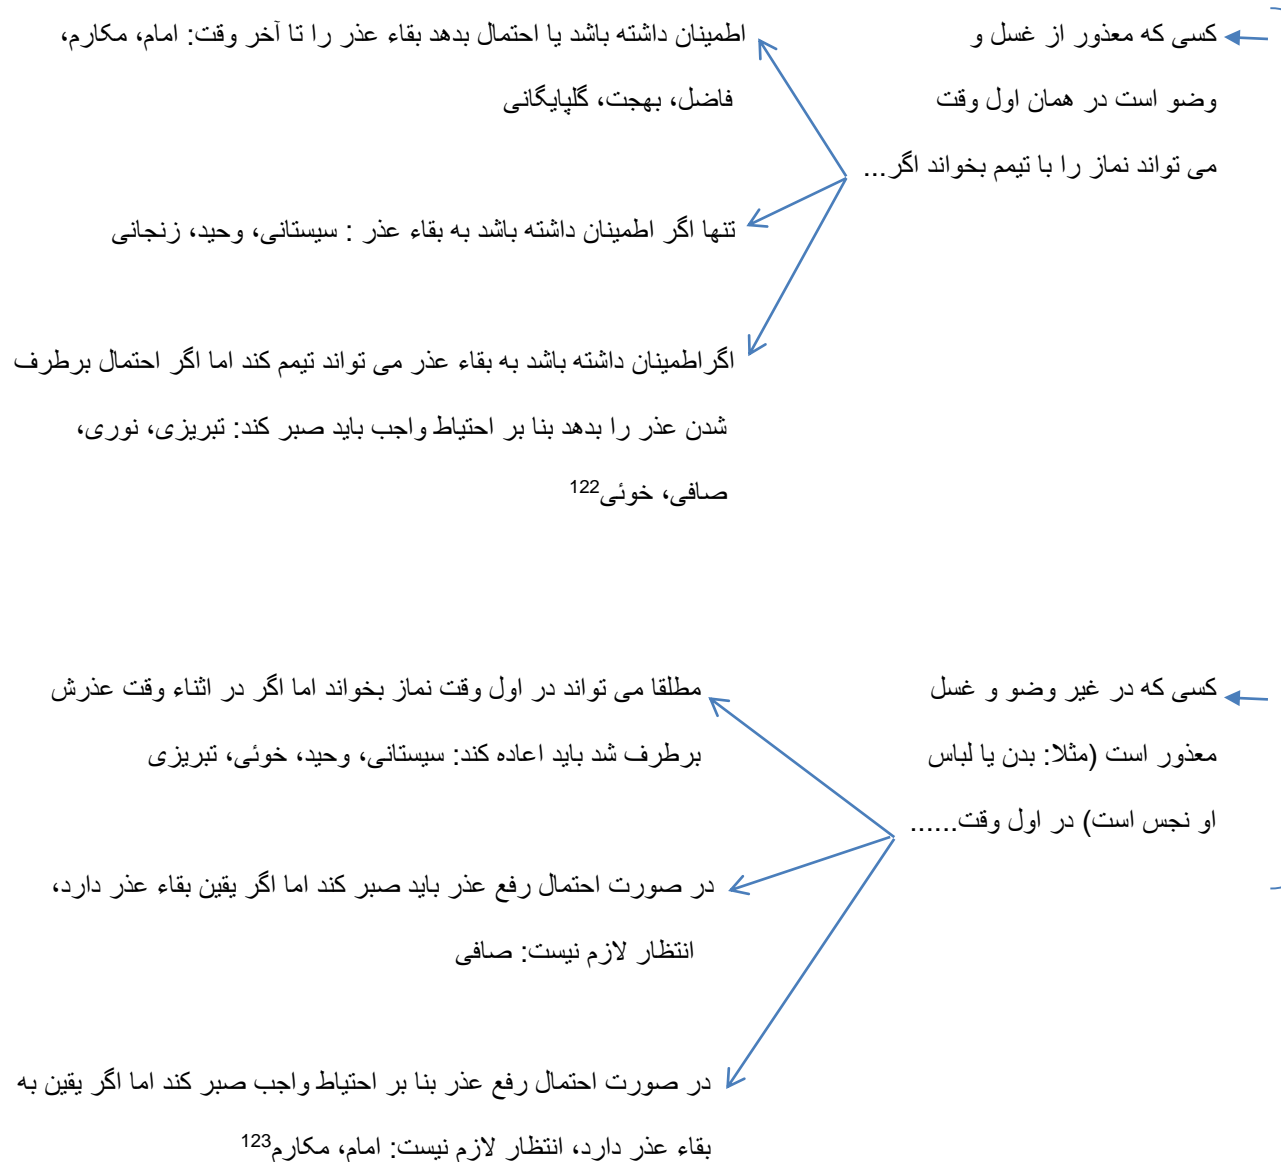 کسی که معذور از غسل و
وضو است در همان اول وقت
می تواند نماز را با تیمم بخواند اگر...
اطمینان داشته باشد یا احتمال بدهد بقاء عذر را تا آخر وقت: امام، مکارم،
فاضل، بهجت، گلپایگانی
تنها اگر اطمینان داشته باشد به بقاء عذر : سیستانی، وحید، زنجانی
اگراطمینان داشته باشد به بقاء عذر می تواند تیمم کند اما اگر احتمال برطرف
شدن عذر را بدهد بنا بر احتیاط واجب باید صبر کند: تبریزی، نوری،
صافی، خوئی122
کسی که در غیر وضو و غسل
معذور است (مثلا: بدن یا لباس
او نجس است) در اول وقت......
مطلقا می تواند در اول وقت نماز بخواند اما اگر در اثناء وقت عذرش
برطرف شد باید اعاده کند: سیستانی، وحید، خوئی، تبریزی
در صورت احتمال رفع عذر باید صبر کند اما اگر یقین بقاء عذر دارد،
انتظار لازم نیست: صافی
در صورت احتمال رفع عذر بنا بر احتیاط واجب صبر کند اما اگر یقین به
بقاء عذر دارد، انتظار لازم نیست: امام، مکارم123